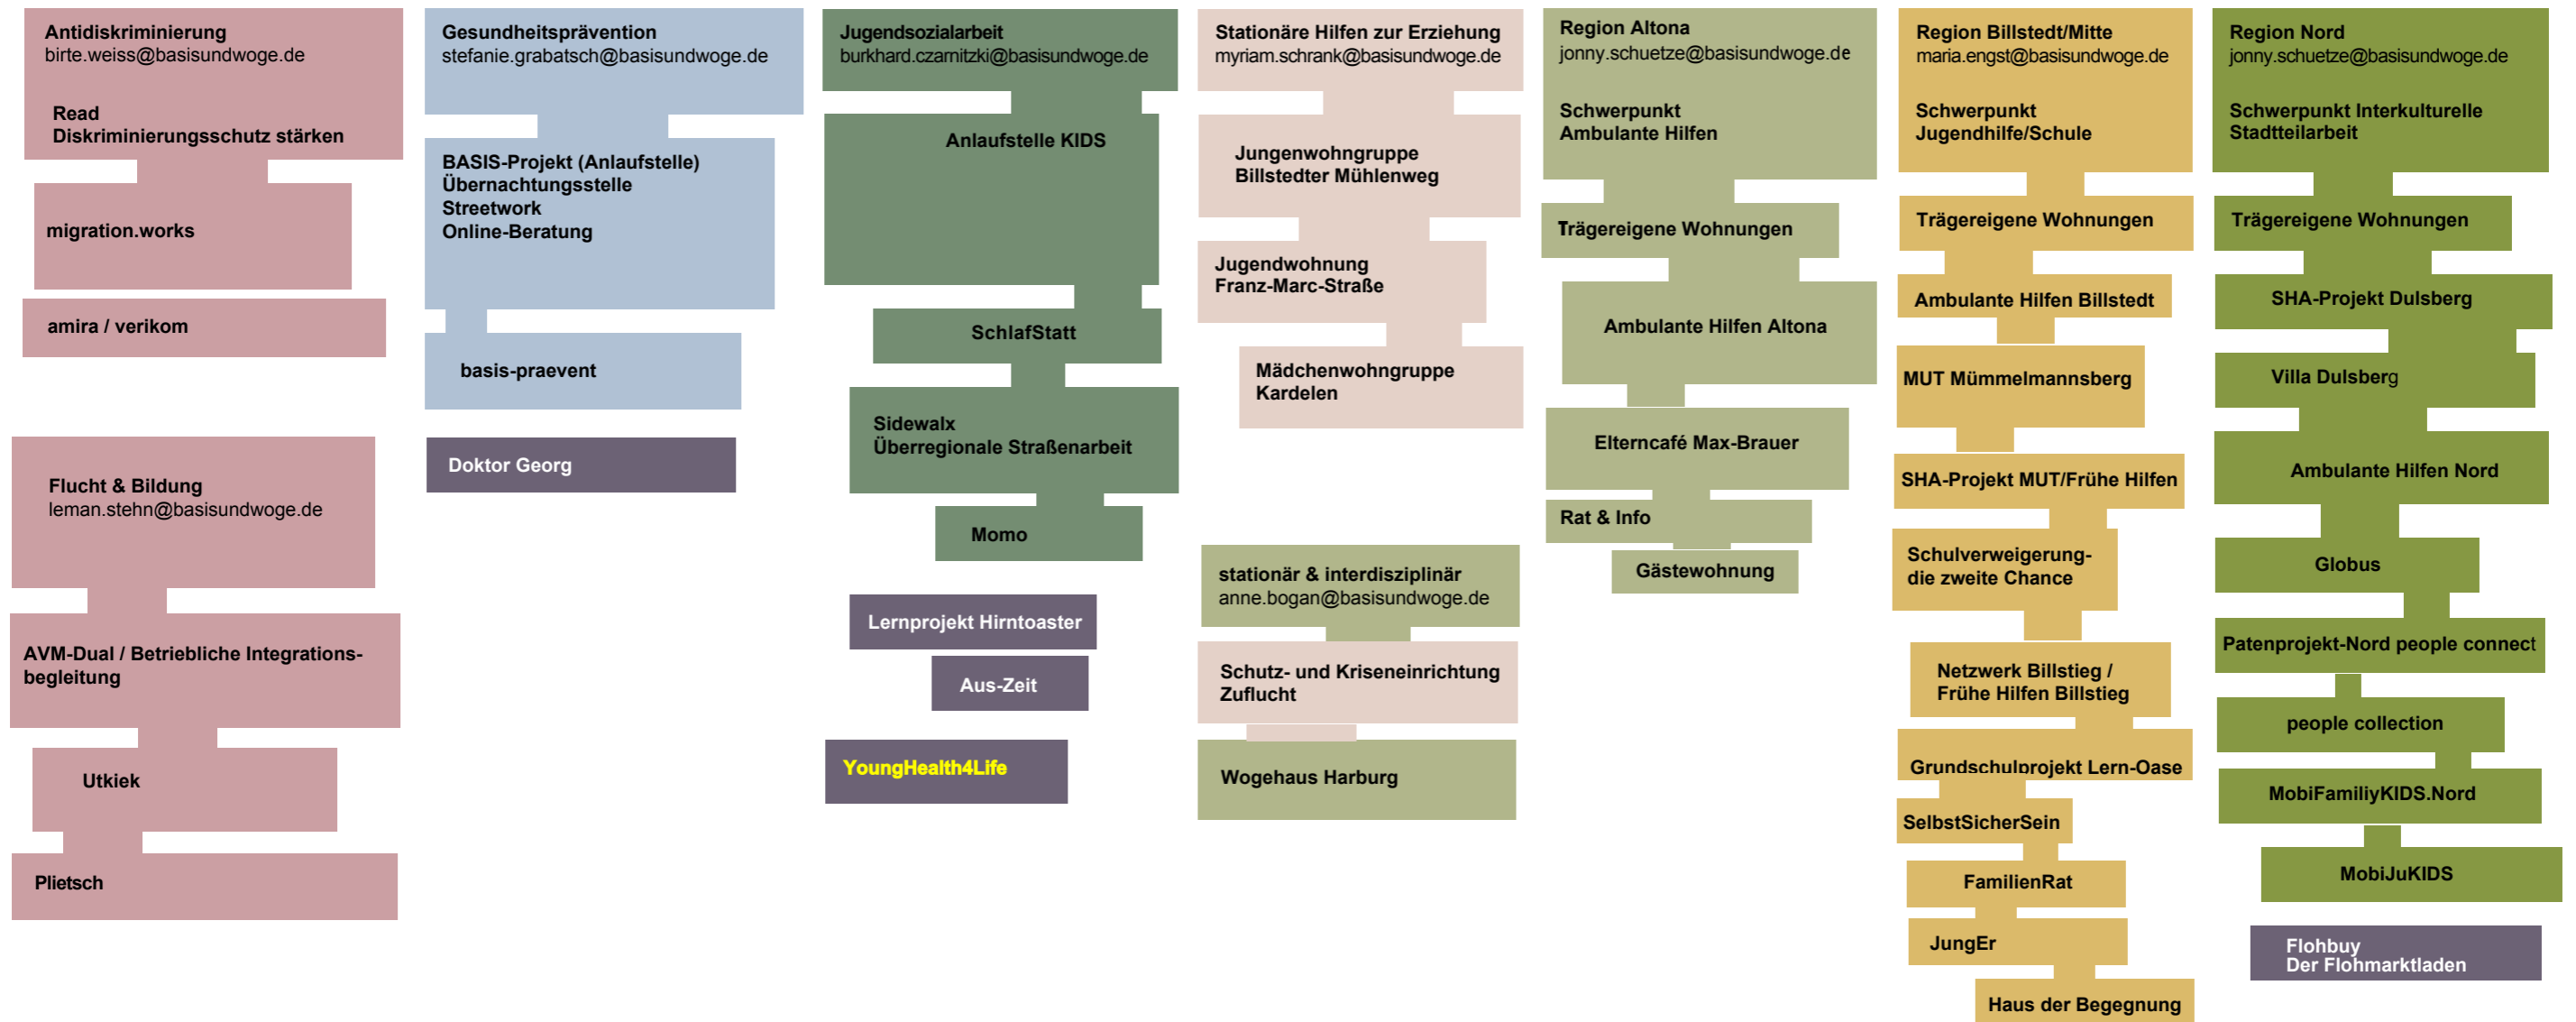 Antidiskriminierung
birte.weiss@basisundwoge.de
Read
Diskriminierungsschutz stärken
migration.works
amira / verikom
Flucht & Bildung
leman.stehn@basisundwoge.de
AVM-Dual / Betriebliche Integrations-
begleitung
Utkiek
Plietsch
Gesundheitsprävention
stefanie.grabatsch@basisundwoge.de
BASIS-Projekt (Anlaufstelle)
Übernachtungsstelle
Streetwork
Online-Beratung
basis-praevent
Doktor Georg
Jugendsozialarbeit
burkhard.czarnitzki@basisundwoge.de
Anlaufstelle KIDS
SchlafStatt
Sidewalx
Überregionale Straßenarbeit
Momo
Lernprojekt Hirntoaster
Aus-Zeit
YoungHealth4Life
Stationäre Hilfen zur Erziehung
myriam.schrank@basisundwoge.de
Jungenwohngruppe
Billstedter Mühlenweg
Jugendwohnung
Franz-Marc-Straße
Mädchenwohngruppe
Kardelen
stationär & interdisziplinär
anne.bogan@basisundwoge.de
Schutz- und Kriseneinrichtung
Zuflucht
Wogehaus Harburg
Region Altona
jonny.schuetze@basisundwoge.de
Schwerpunkt
Ambulante Hilfen
Trägereigene Wohnungen
Ambulante Hilfen Altona
Elterncafé Max-Brauer
Rat & Info
Gästewohnung
Region Billstedt/Mitte
maria.engst@basisundwoge.de
Schwerpunkt
Jugendhilfe/Schule
Trägereigene Wohnungen
Ambulante Hilfen Billstedt
MUT Mümmelmannsberg
SHA-Projekt MUT/Frühe Hilfen
Schulverweigerung-
die zweite Chance
Netzwerk Billstieg /
Frühe Hilfen Billstieg
Grundschulprojekt Lern-Oase
SelbstSicherSein
FamilienRat
JungEr
Haus der Begegnung
Region Nord
jonny.schuetze@basisundwoge.de
Schwerpunkt Interkulturelle
Stadtteilarbeit
Trägereigene Wohnungen
SHA-Projekt Dulsberg
Villa Dulsberg
Ambulante Hilfen Nord
Globus
Patenprojekt-Nord people connect
people collection
MobiFamiliyKIDS.Nord
MobiJuKIDS
Flohbuy
Der Flohmarktladen